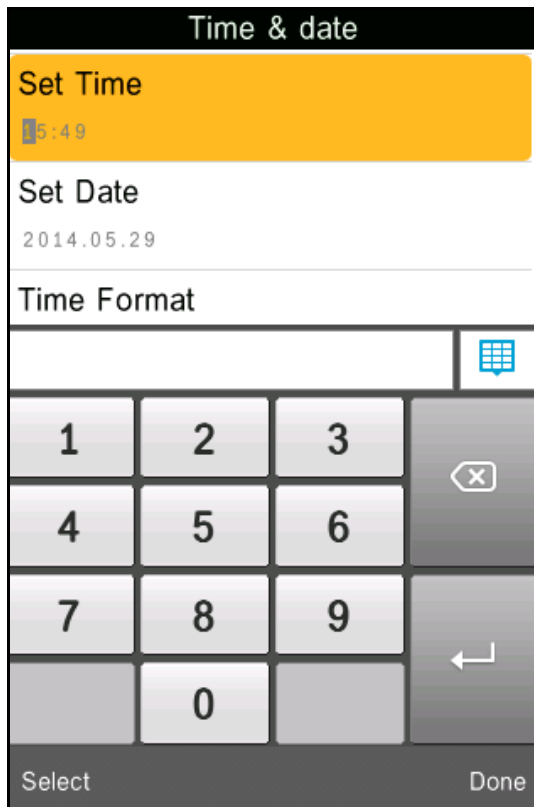 Time & date
Set Time
15:49
Set Date
2014.05.29
Time Format
1 2 3
4 5 6
7 8 9
0
Select Done